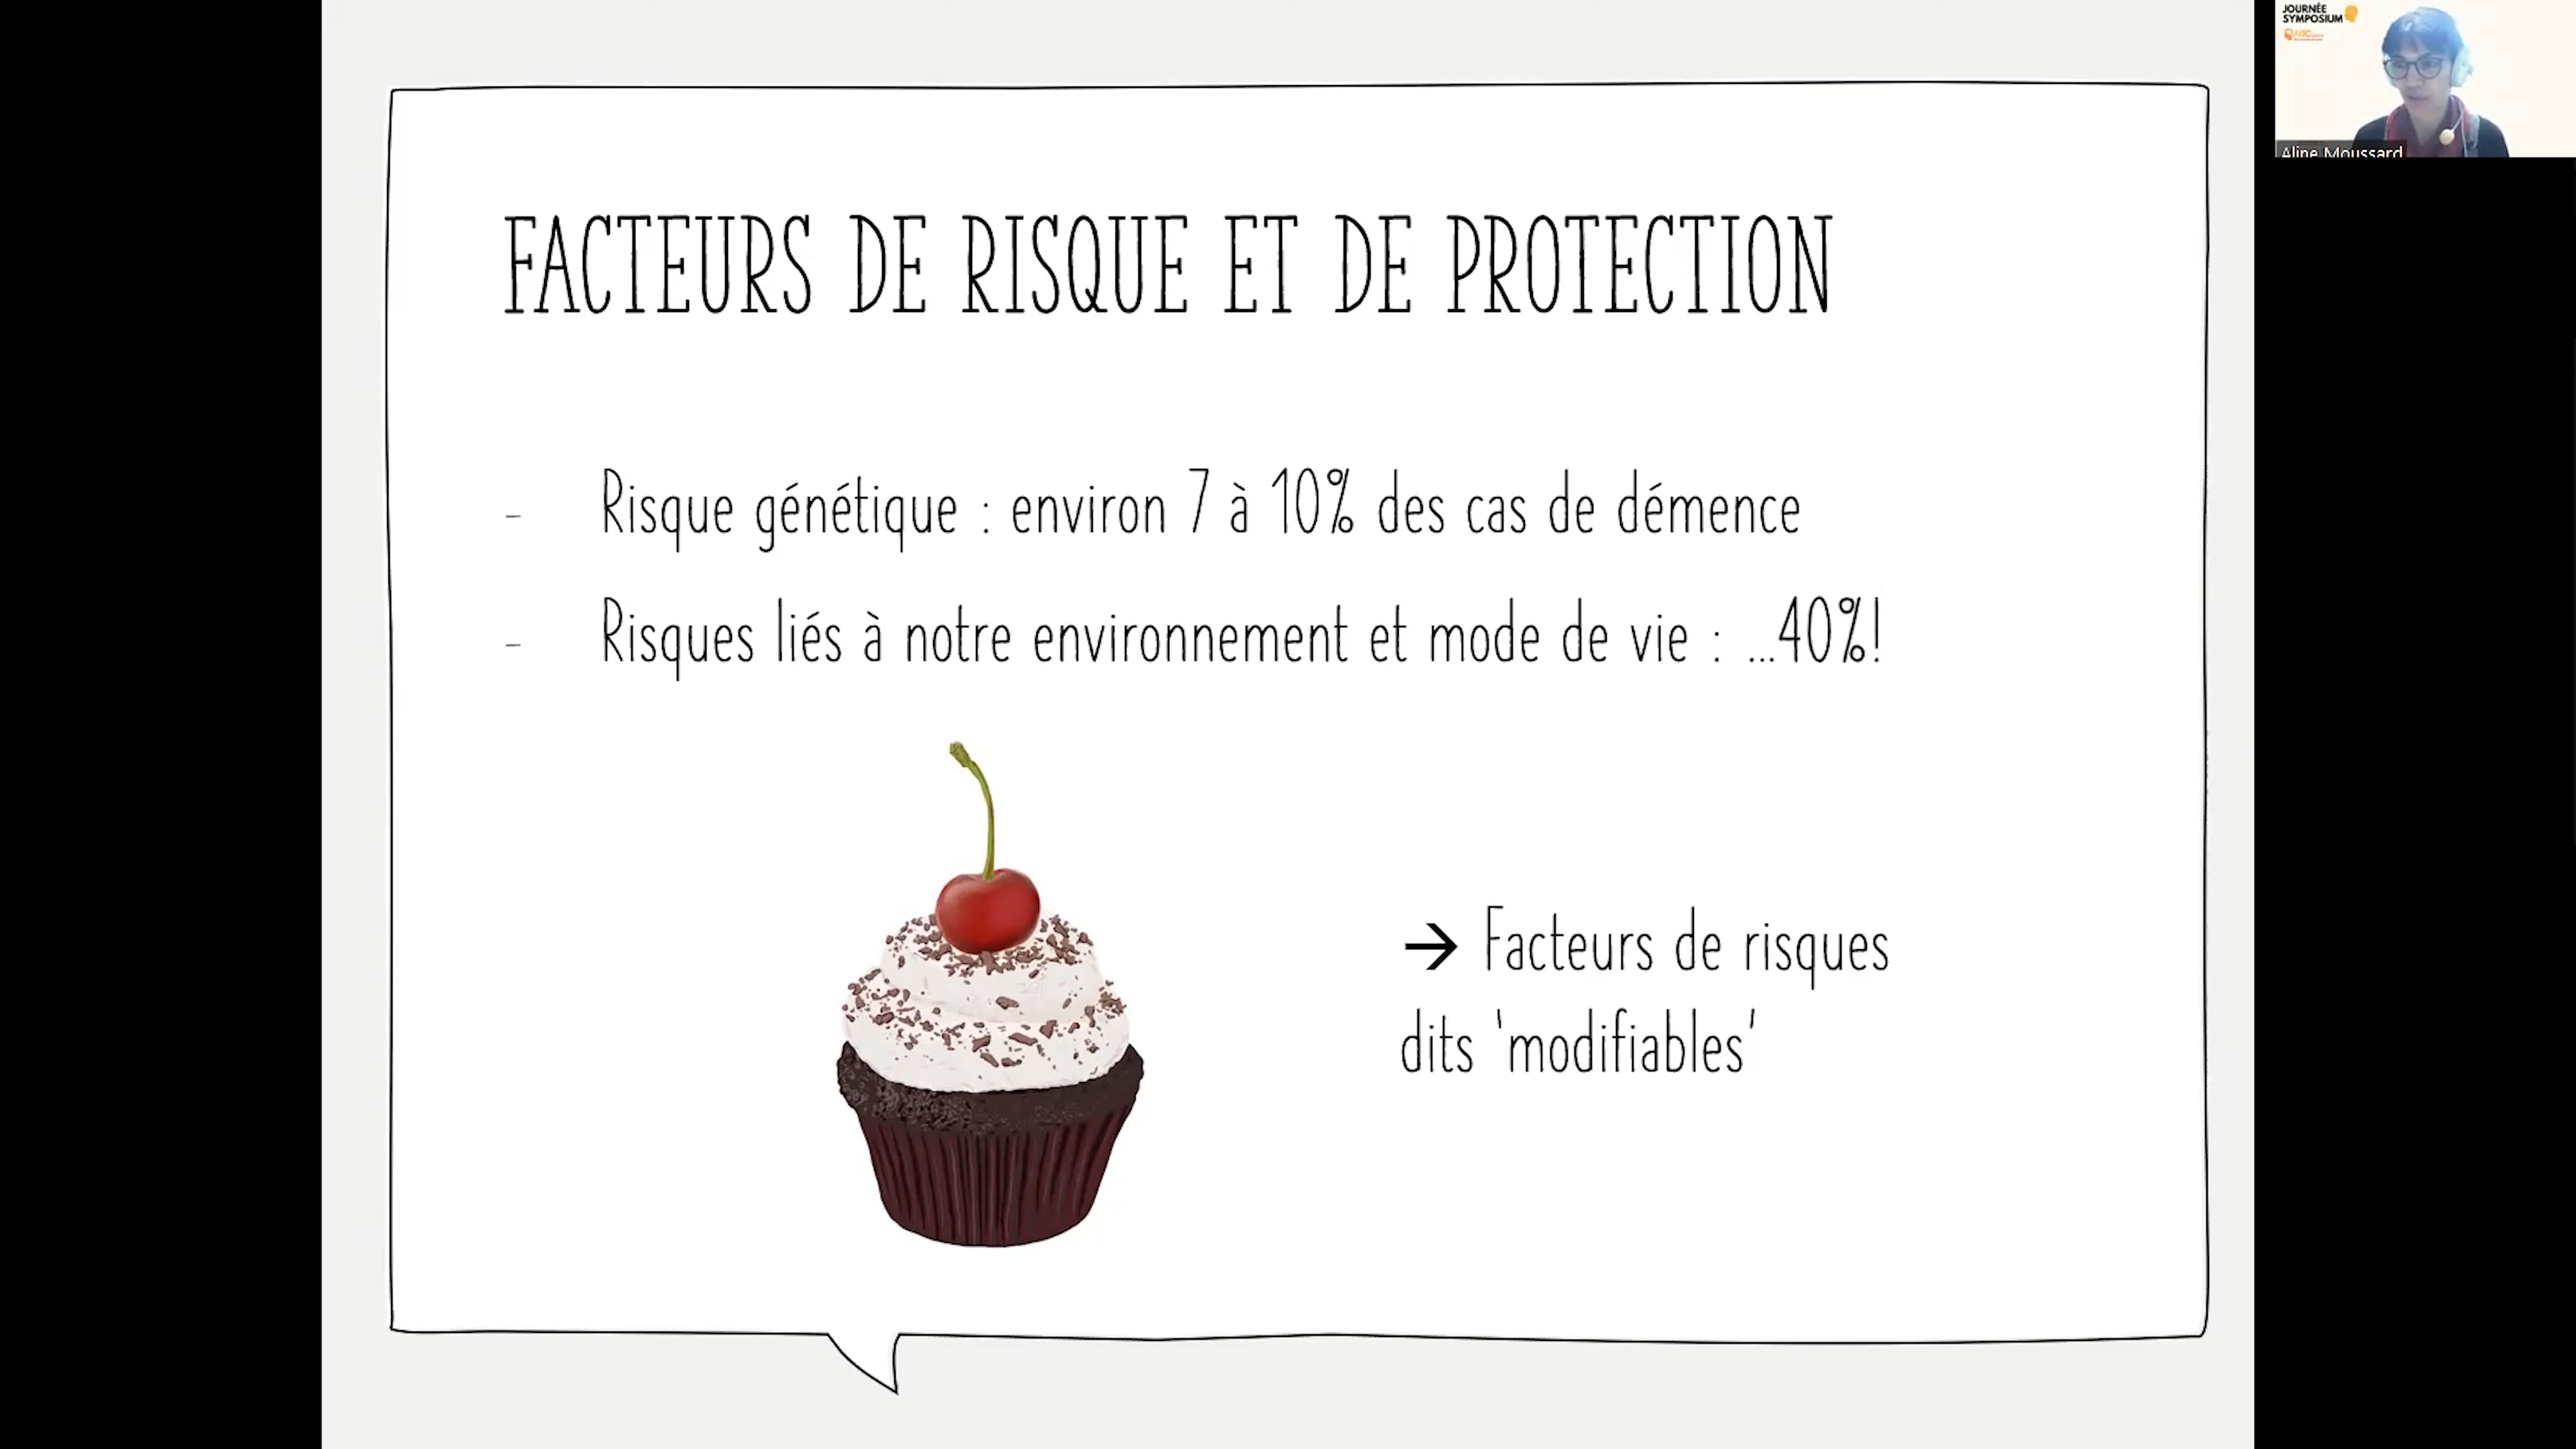 JOURNÉE
SYMPOSIUM
FACTEURS DE RISQUE ET DE PROTECTION
- Risque génétique : environ 7 à 10% des cas de démence
- Risques liés à notre environnement et mode de vie : ...40%!
→ Facteurs de risques
dits 'modifiables'
Aline Moussard